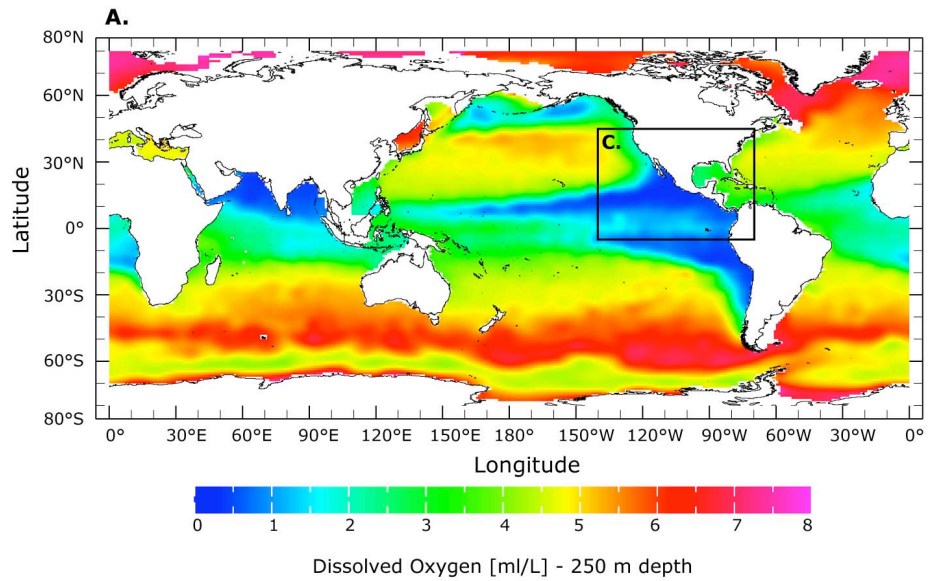 A.
80°N
60°N
30°N
0°
30°S
60°S
80°S
Latitude
C.
0° 30°E 60°E 90°E 120°E 150°E 180° 150°W 120°W 90°W 60°W 30°W 0°
Longitude
0 1 2 3 4 5 6 7 8
Dissolved Oxygen [ml/L] - 250 m depth